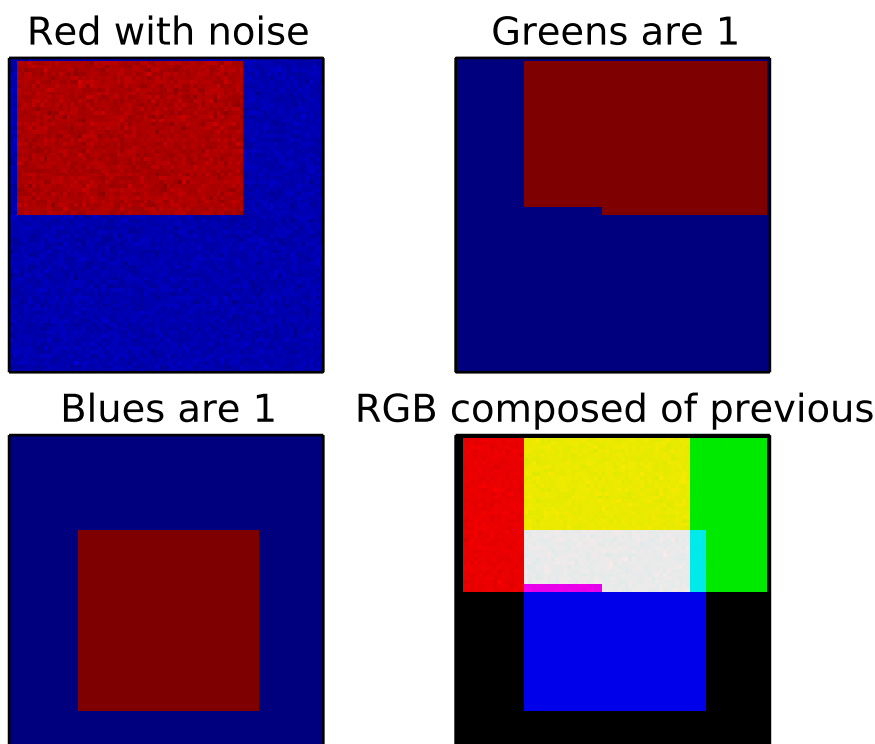 Red with noise
Greens are 1
Blues are 1
RGB composed of previous